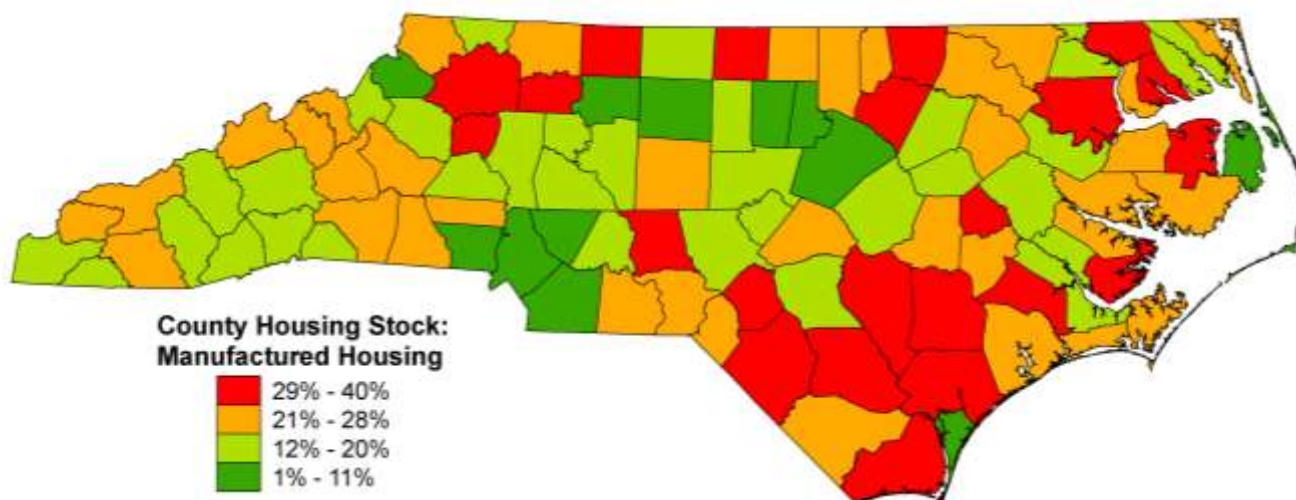 County Housing Stock:
Manufactured Housing
29% - 40%
21% - 28%
12% - 20%
1% - 11%